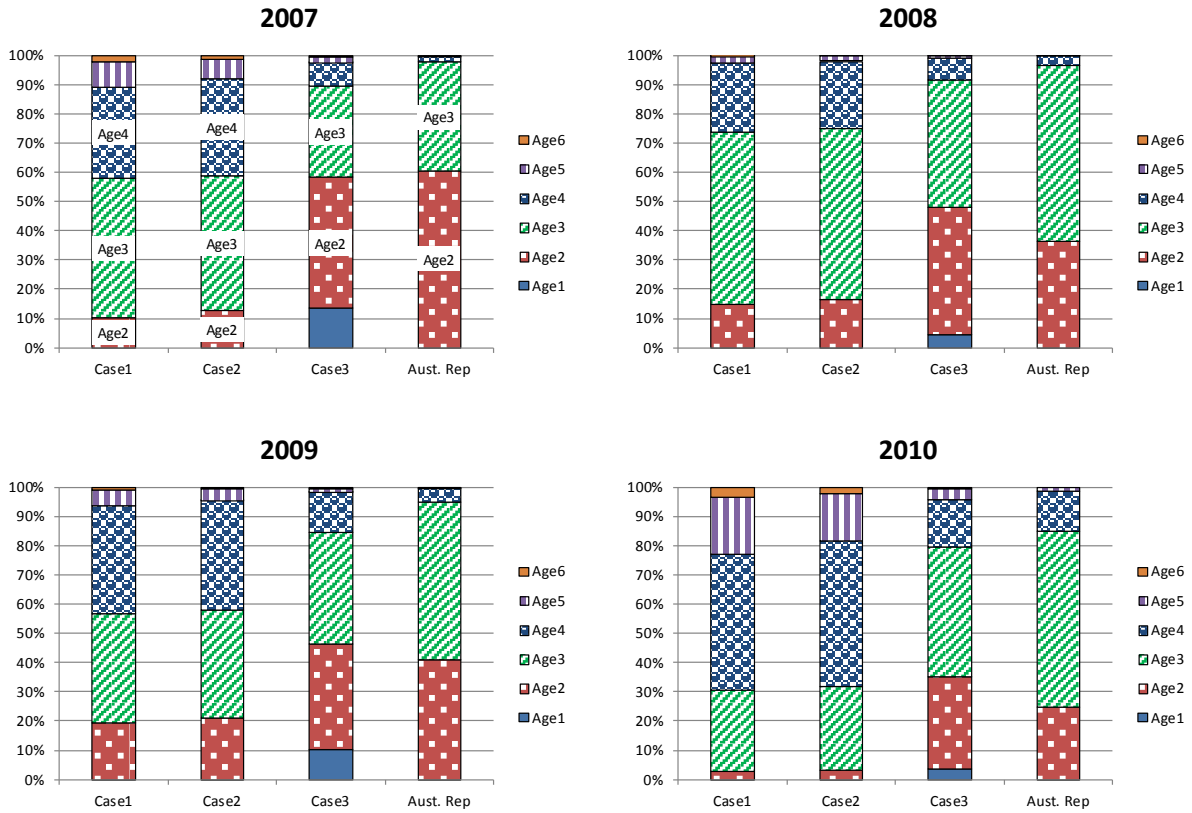 2007
100%
90%
80%
70%
60%
50%
40%
30%
20%
10%
0%
Age4
Age3
Age2
Age4
Age3
Age2
Age3
Age2
Age3
Age2
Case1 Case2 Case3 Aust. Rep
Age6
Age5
Age4
Age3
Age2
Age1
2008
100%
90%
80%
70%
60%
50%
40%
30%
20%
10%
0%
Case1 Case2 Case3 Aust. Rep
Age6
Age5
Age4
Age3
Age2
Age1
2009
100%
90%
80%
70%
60%
50%
40%
30%
20%
10%
0%
Case1 Case2 Case3 Aust. Rep
Age6
Age5
Age4
Age3
Age2
Age1
2010
100%
90%
80%
70%
60%
50%
40%
30%
20%
10%
0%
Case1 Case2 Case3 Aust. Rep
Age6
Age5
Age4
Age3
Age2
Age1